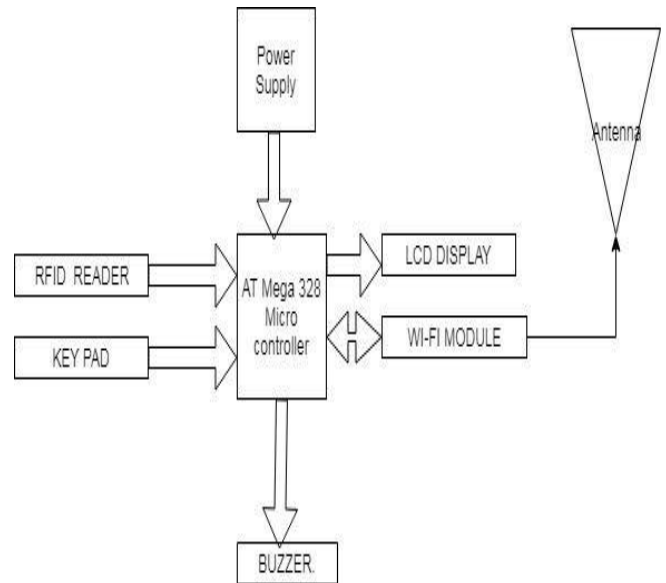 Power
Supply
Antenna
RFID READER
AT Mega 328
Micro
controller
LCD DISPLAY
KEY PAD
WI-FI MODULE
BUZZER.